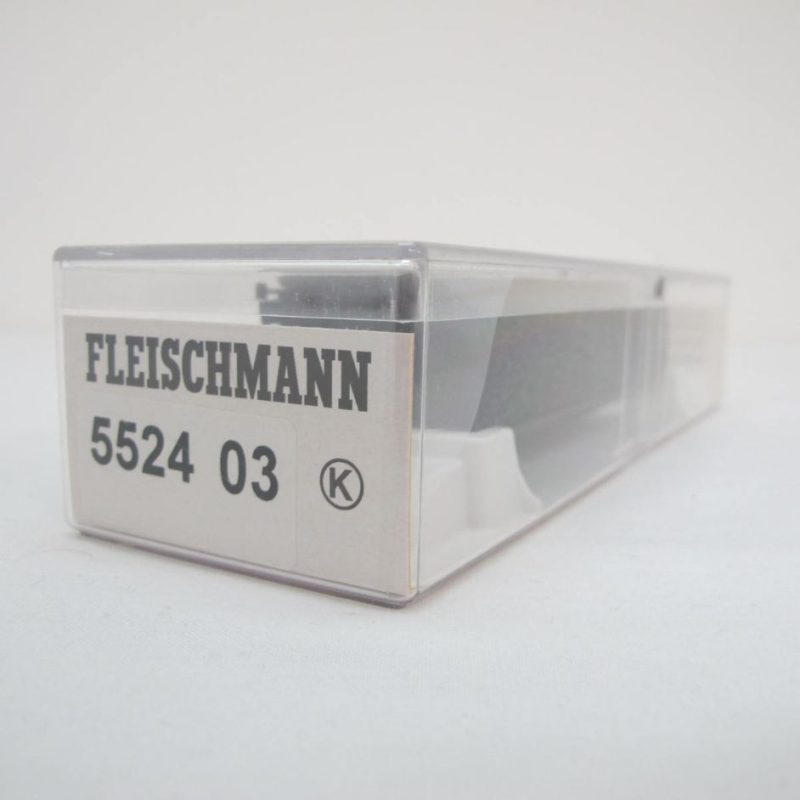 FLEISCHMANN
5524 03 K